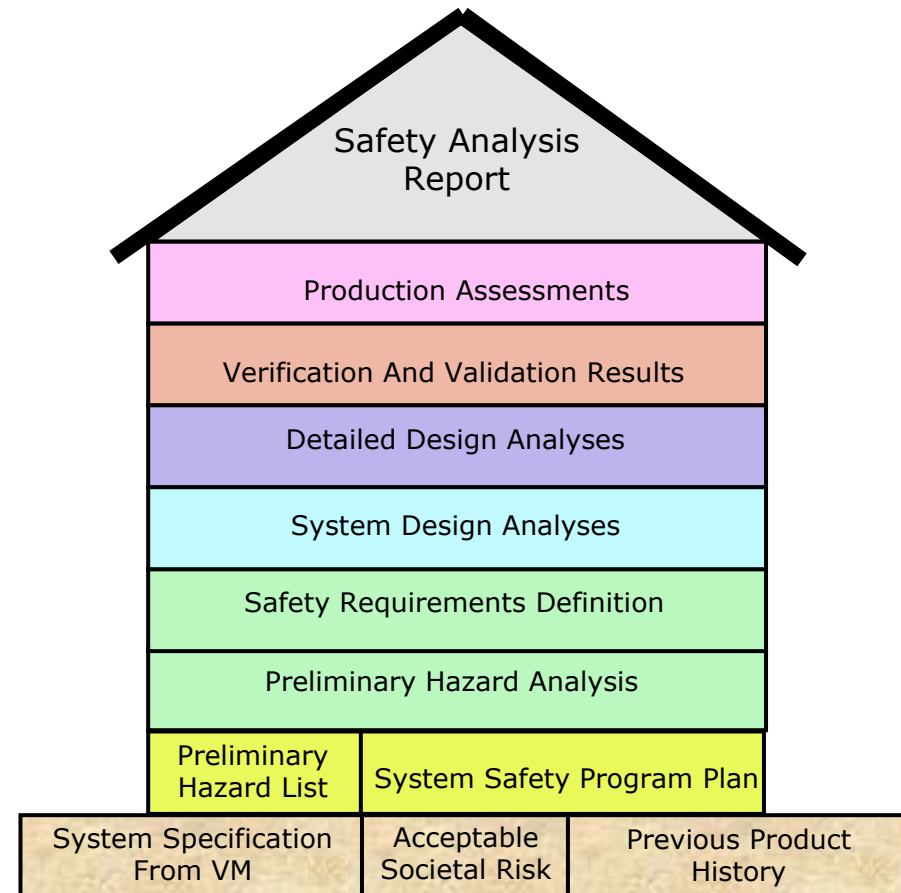 Safety Analysis
Report
Production Assessments
Verification And Validation Results
Detailed Design Analyses
System Design Analyses
Safety Requirements Definition
Preliminary Hazard Analysis
Preliminary
Hazard List
System Safety Program Plan
System Specification
From VM
Acceptable
Societal Risk
Previous Product
History